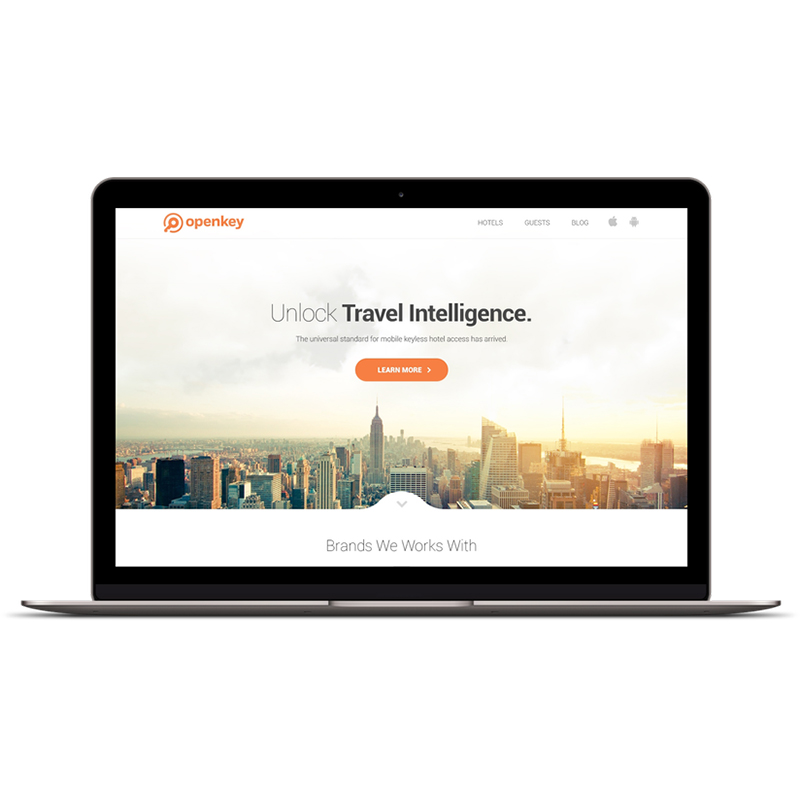 openkey
HOTELS GUESTS BLOG
Unlock Travel Intelligence.
The universal standard for mobile keyless hotel access has arrived
LEARN MORE
Brands We Works With